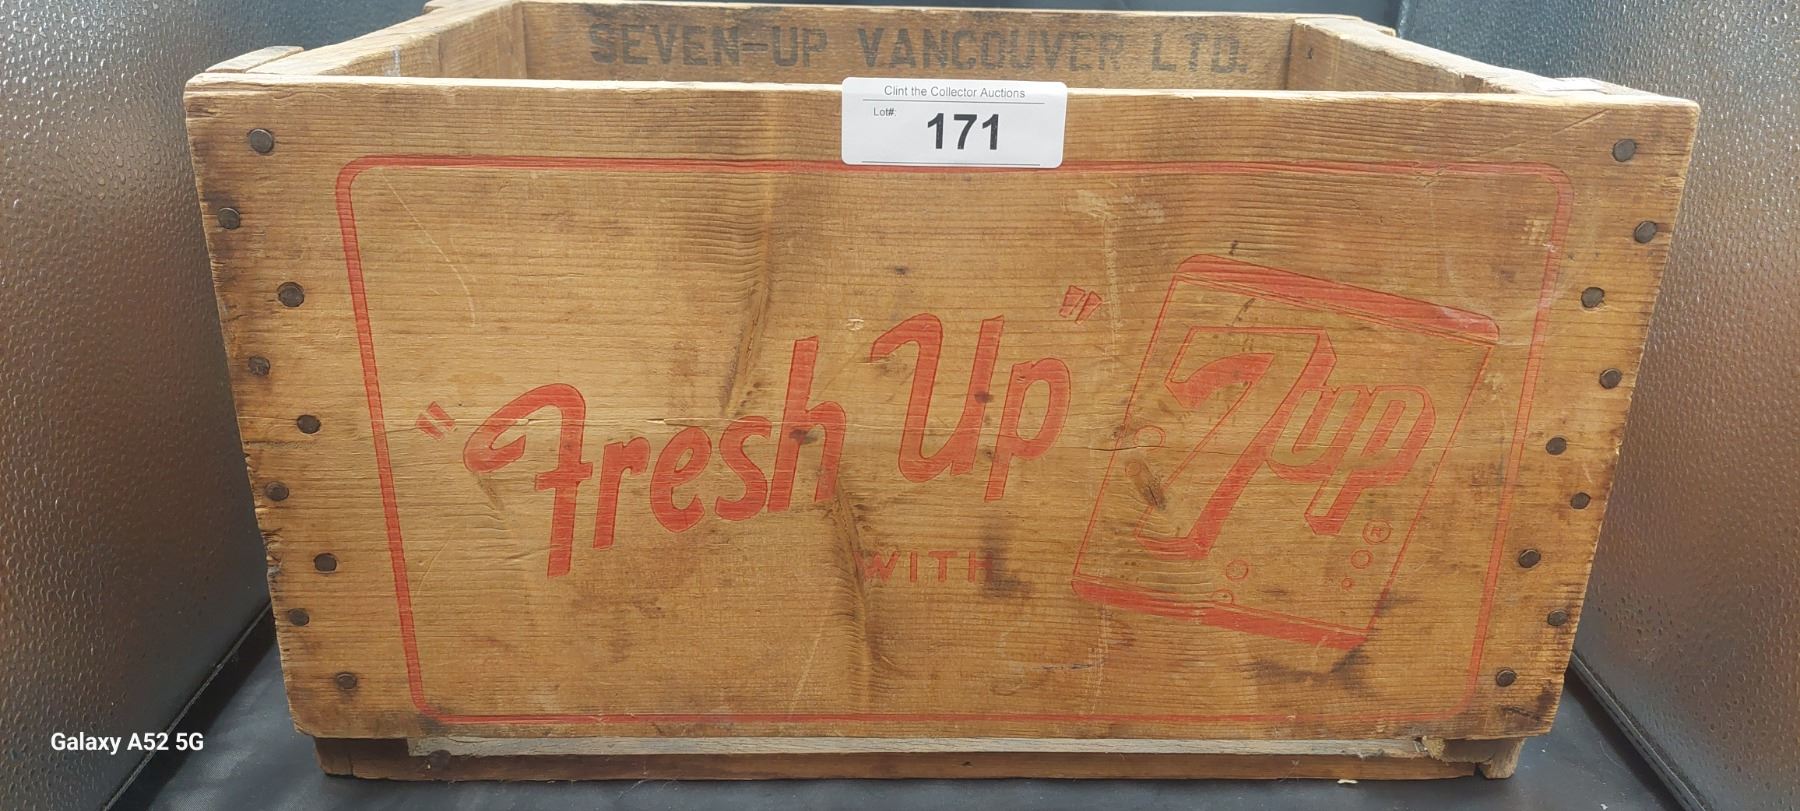 SEVEN-UP VANCOUVER LTD.
Clint the Collector Auctions
Lot#:
171
"Fresh Up"
WITH
7up
®
Galaxy A52 5G